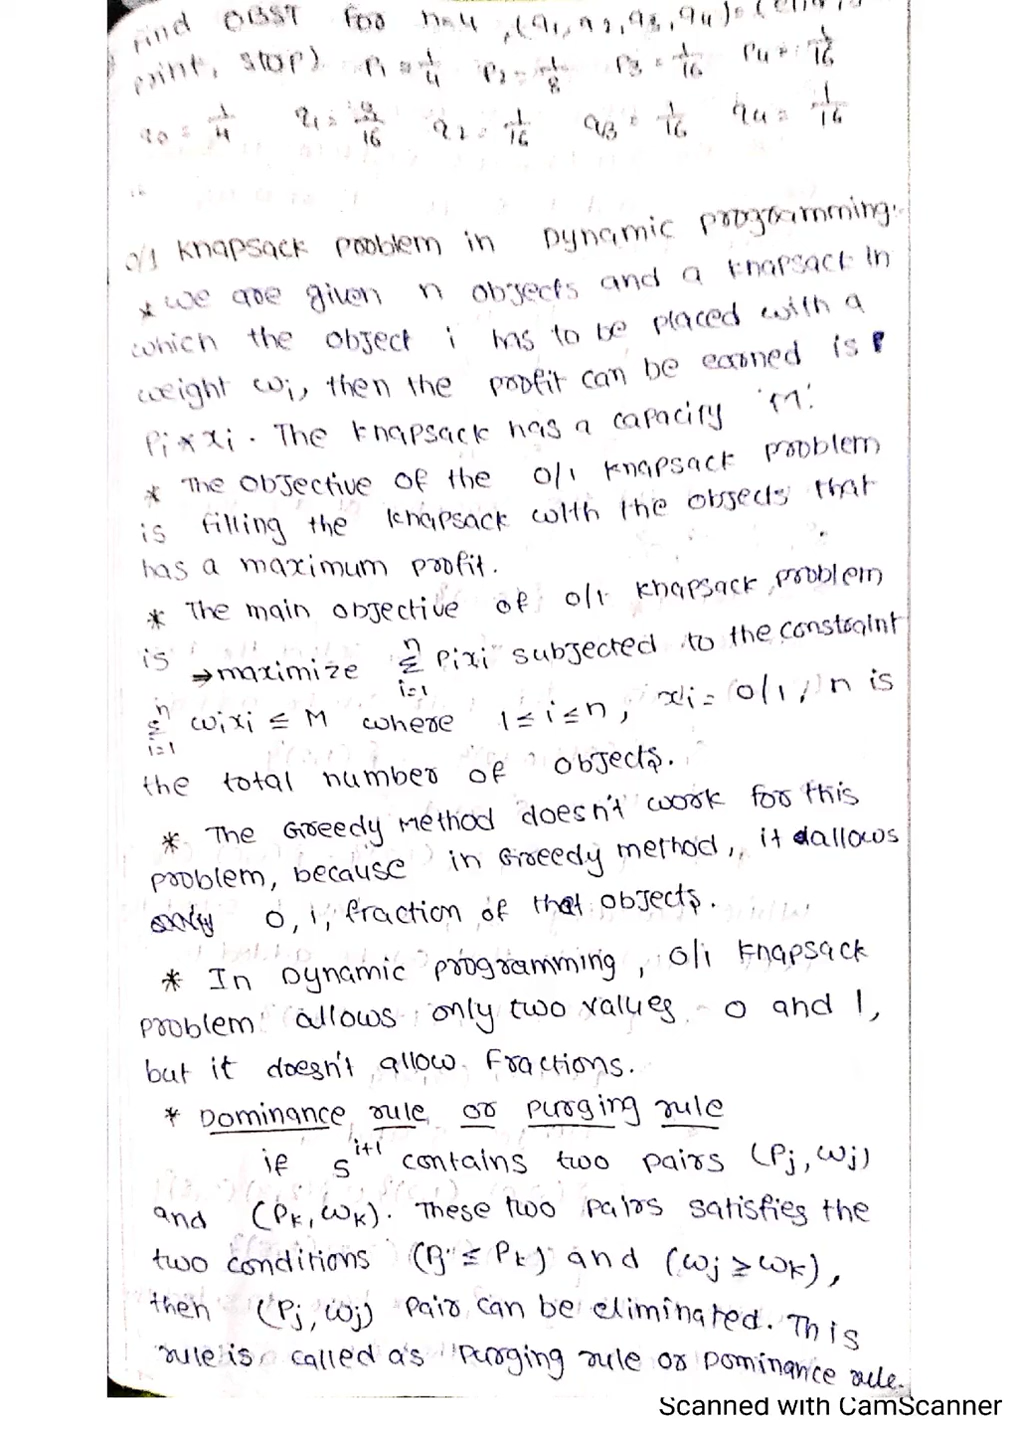 Find OBST for n=4, (a1, a2, a3, a4) =
print, stop) P1 = 1/4 P2 = 1/8 P3 = 1/16 P4 = 1/16
q0 = 1/4 q1 = /16 q2 = 1/16 q3 = 1/16 q4 = 1/16
0/1 knapsack problem in Dynamic programming.
* we are given n objects and a knapsack in
which the object i has to be placed with a
weight wi, then the profit can be earned is
Pi*xi. The knapsack has a capacity 'M'.
* The objective of the 0/1 knapsack problem
is filling the knapsack with the objects that
has a maximum profit.
* The main objective of 0/1 knapsack problem
is → maximize n Σ i=1 Pixi subjected to the constraint
n Σ i=1 wixi ≤ M where 1≤i≤n, xi = 0/1, n is
the total number of objects.
* The Greedy Method doesn't work for this
problem, because in Greedy method, it allows
0, 1, fraction of that objects.
* In Dynamic programming, 0/1 knapsack
problem allows only two values 0 and 1,
but it doesn't allow Fractions.
* Dominance rule or purging rule
if S^i+1 contains two pairs (Pj, wj)
and (Pk, wk). These two pairs satisfies the
two conditions (Pj ≤ Pk) and (wj ≥ wk),
then (Pj, wj) pair can be eliminated. This
rule is called as "Purging rule or Dominance rule.
Scanned with CamScanner